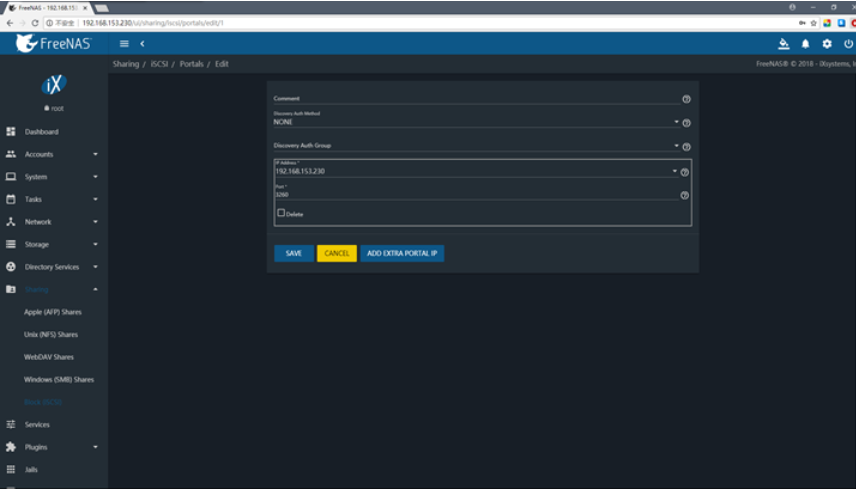 FreeNAS - 192.168.15
不安全 | 192.168.153.230/ui/sharing/iscsi/portals/edit/1
FreeNAS
Sharing / iSCSI / Portals / Edit
FreeNAS® © 2018 - iXsystems, In
iX
root
Dashboard
Accounts
System
Tasks
Network
Storage
Directory Services
Sharing
Apple (AFP) Shares
Unix (NFS) Shares
WebDAV Shares
Windows (SMB) Shares
Block (iSCSI)
Services
Plugins
Jails
Comment
Discovery Auth Method
NONE
Discovery Auth Group
IP Address *
192.168.153.230
Port *
3260
Delete
SAVE CANCEL ADD EXTRA PORTAL IP